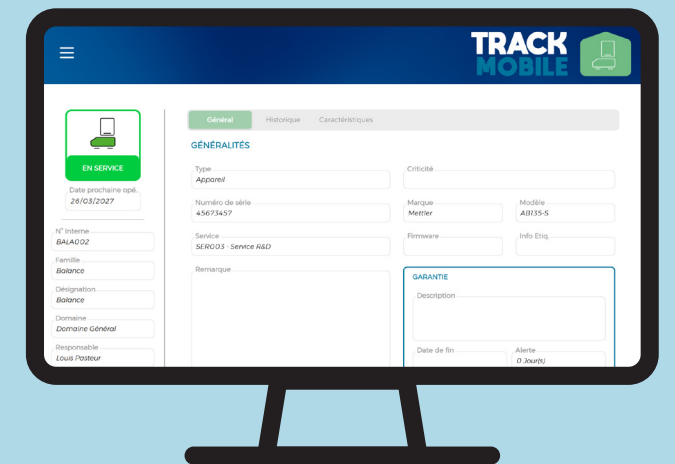 TRACK
MOBILE
EN SERVICE
Date prochaine opé.
26/03/2027
N° Interne
BALA002
Famille
Balance
Désignation
Balance
Domaine
Domaine Général
Responsable
Louis Pasteur
Général Historique Caractéristiques
GÉNÉRALITÉS
Type
Appareil
Criticité
Numéro de série
45673457
Marque
Mettler
Modèle
AB135-S
Service
SER003 - Service R&D
Firmware
Info Etiq.
Remarque
GARANTIE
Description
Date de fin
Alerte
0 Jour(s)